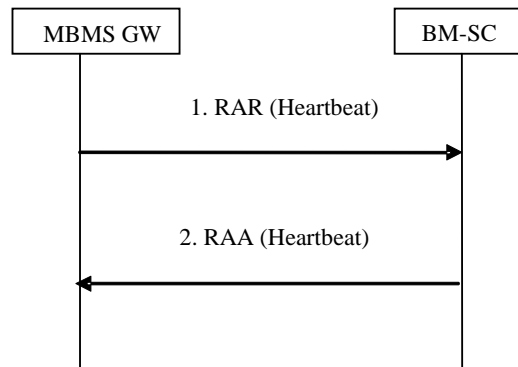 MBMS GW
BM-SC
1. RAR (Heartbeat)
2. RAA (Heartbeat)